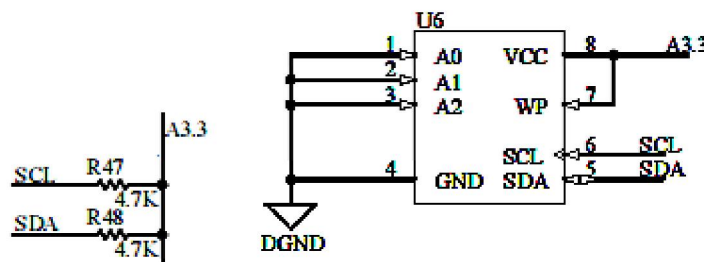 U6
1 A0 VCC 8 A3.3
2 A1
3 A2 WP 7
A3.3
SCL R47 4.7K
SCL 6 SCL
4 GND SDA 5 SDA
SDA R48 4.7K
DGND